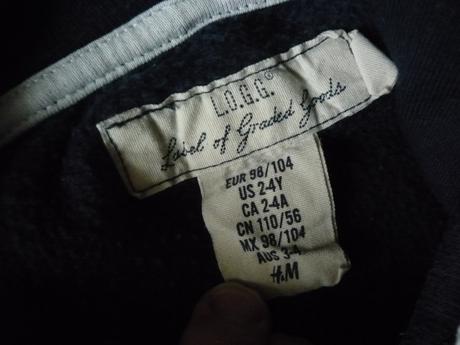 L.O.G.G.®
Label of Graded Goods
EUR 98/104
US 2-4Y
CA 2-4A
CN 110/56
MX 98/104
AUS 3-4
H&M